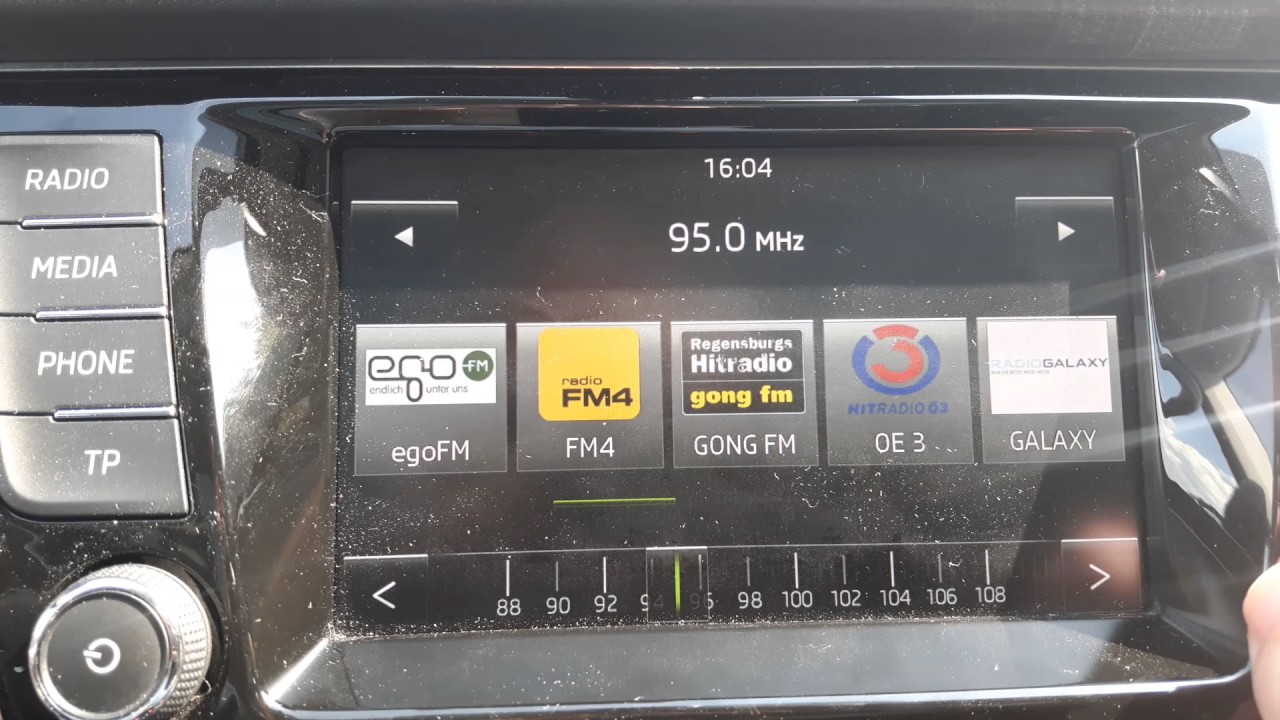 16:04
RADIO
95.0 MHz
MEDIA
PHONE
TP
ego FM
endlich unter uns
egoFM
radio
FM4
FM4
Regensburgs
Hitradio
gong fm
GONG FM
HITRADIO Ö3
OE 3
RADIOGALAXY
GALAXY
88 90 92 94 96 98 100 102 104 106 108